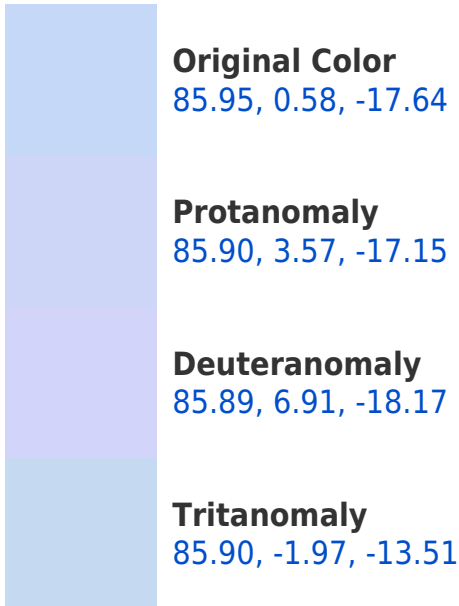 Original Color
85.95, 0.58, -17.64
Protanomaly
85.90, 3.57, -17.15
Deuteranomaly
85.89, 6.91, -18.17
Tritanomaly
85.90, -1.97, -13.51